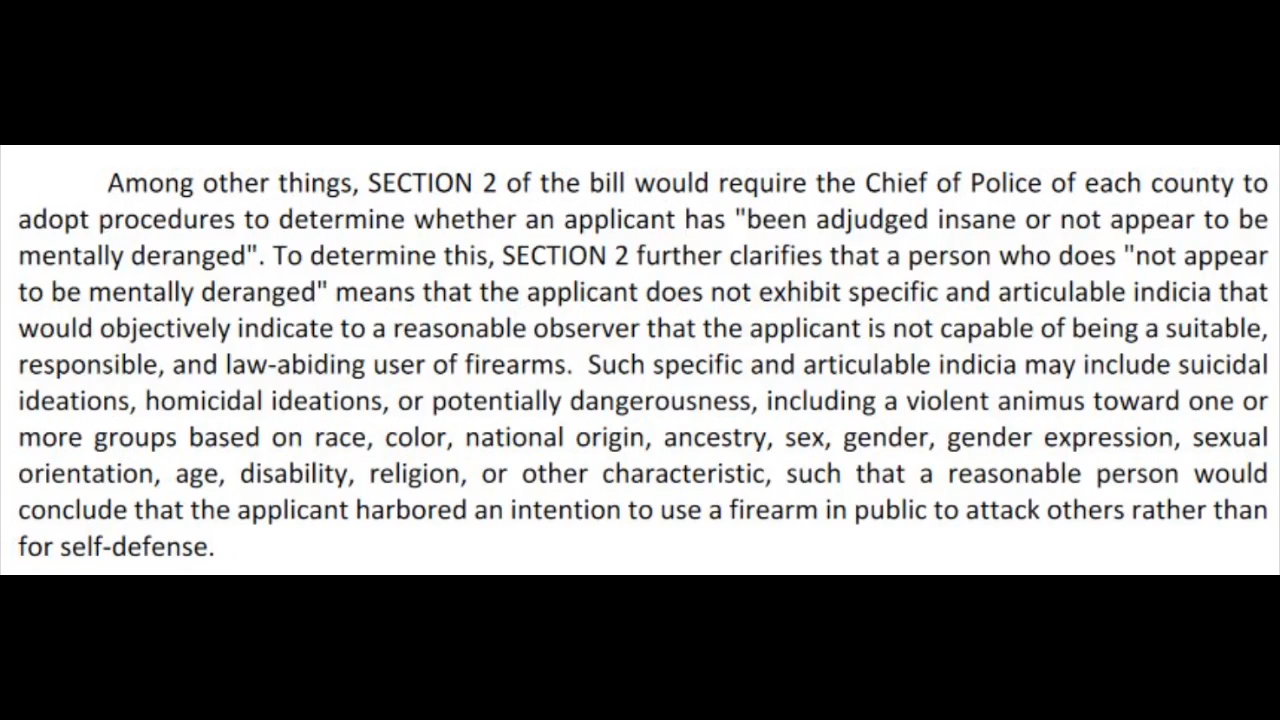 Among other things, SECTION 2 of the bill would require the Chief of Police of each county to
adopt procedures to determine whether an applicant has "been adjudged insane or not appear to be
mentally deranged". To determine this, SECTION 2 further clarifies that a person who does "not appear
to be mentally deranged" means that the applicant does not exhibit specific and articulable indicia that
would objectively indicate to a reasonable observer that the applicant is not capable of being a suitable,
responsible, and law-abiding user of firearms. Such specific and articulable indicia may include suicidal
ideations, homicidal ideations, or potentially dangerousness, including a violent animus toward one or
more groups based on race, color, national origin, ancestry, sex, gender, gender expression, sexual
orientation, age, disability, religion, or other characteristic, such that a reasonable person would
conclude that the applicant harbored an intention to use a firearm in public to attack others rather than
for self-defense.